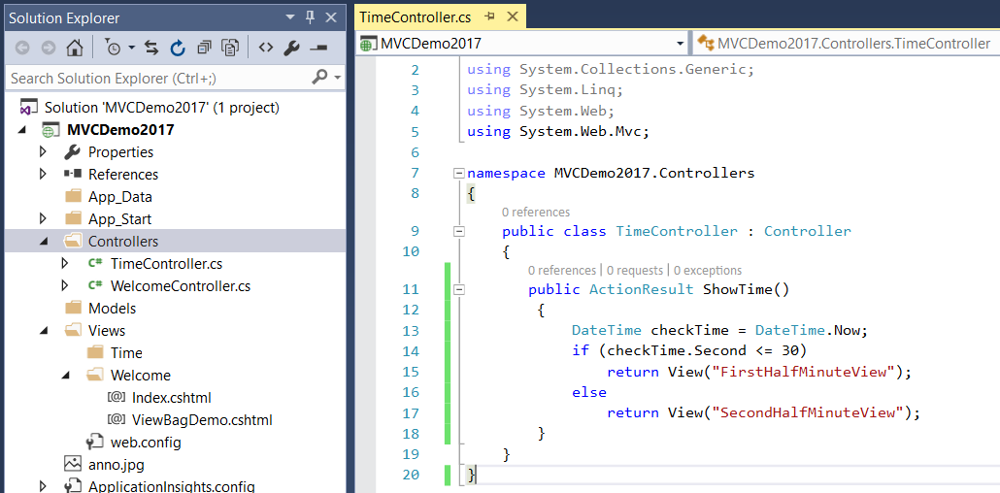 Solution Explorer
Search Solution Explorer (Ctrl+;)
Solution 'MVCDemo2017' (1 project)
MVCDemo2017
Properties
References
App_Data
App_Start
Controllers
C# TimeController.cs
C# WelcomeController.cs
Models
Views
Time
Welcome
[@] Index.cshtml
[@] ViewBagDemo.cshtml
web.config
anno.jpg
ApplicationInsights.config
TimeController.cs
MVCDemo2017
MVCDemo2017.Controllers.TimeController
2 using System.Collections.Generic;
3 using System.Linq;
4 using System.Web;
5 using System.Web.Mvc;
6
7 namespace MVCDemo2017.Controllers
8 {
0 references
9 public class TimeController : Controller
10 {
0 references | 0 requests | 0 exceptions
11 public ActionResult ShowTime()
12 {
13 DateTime checkTime = DateTime.Now;
14 if (checkTime.Second <= 30)
15 return View("FirstHalfMinuteView");
16 else
17 return View("SecondHalfMinuteView");
18 }
19 }
20 }